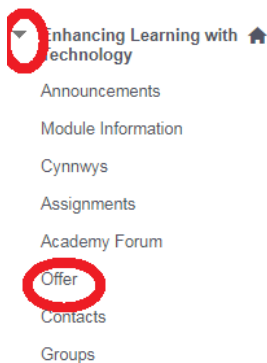 Enhancing Learning with
Technology
Announcements
Module Information
Cynnwys
Assignments
Academy Forum
Offer
Contacts
Groups